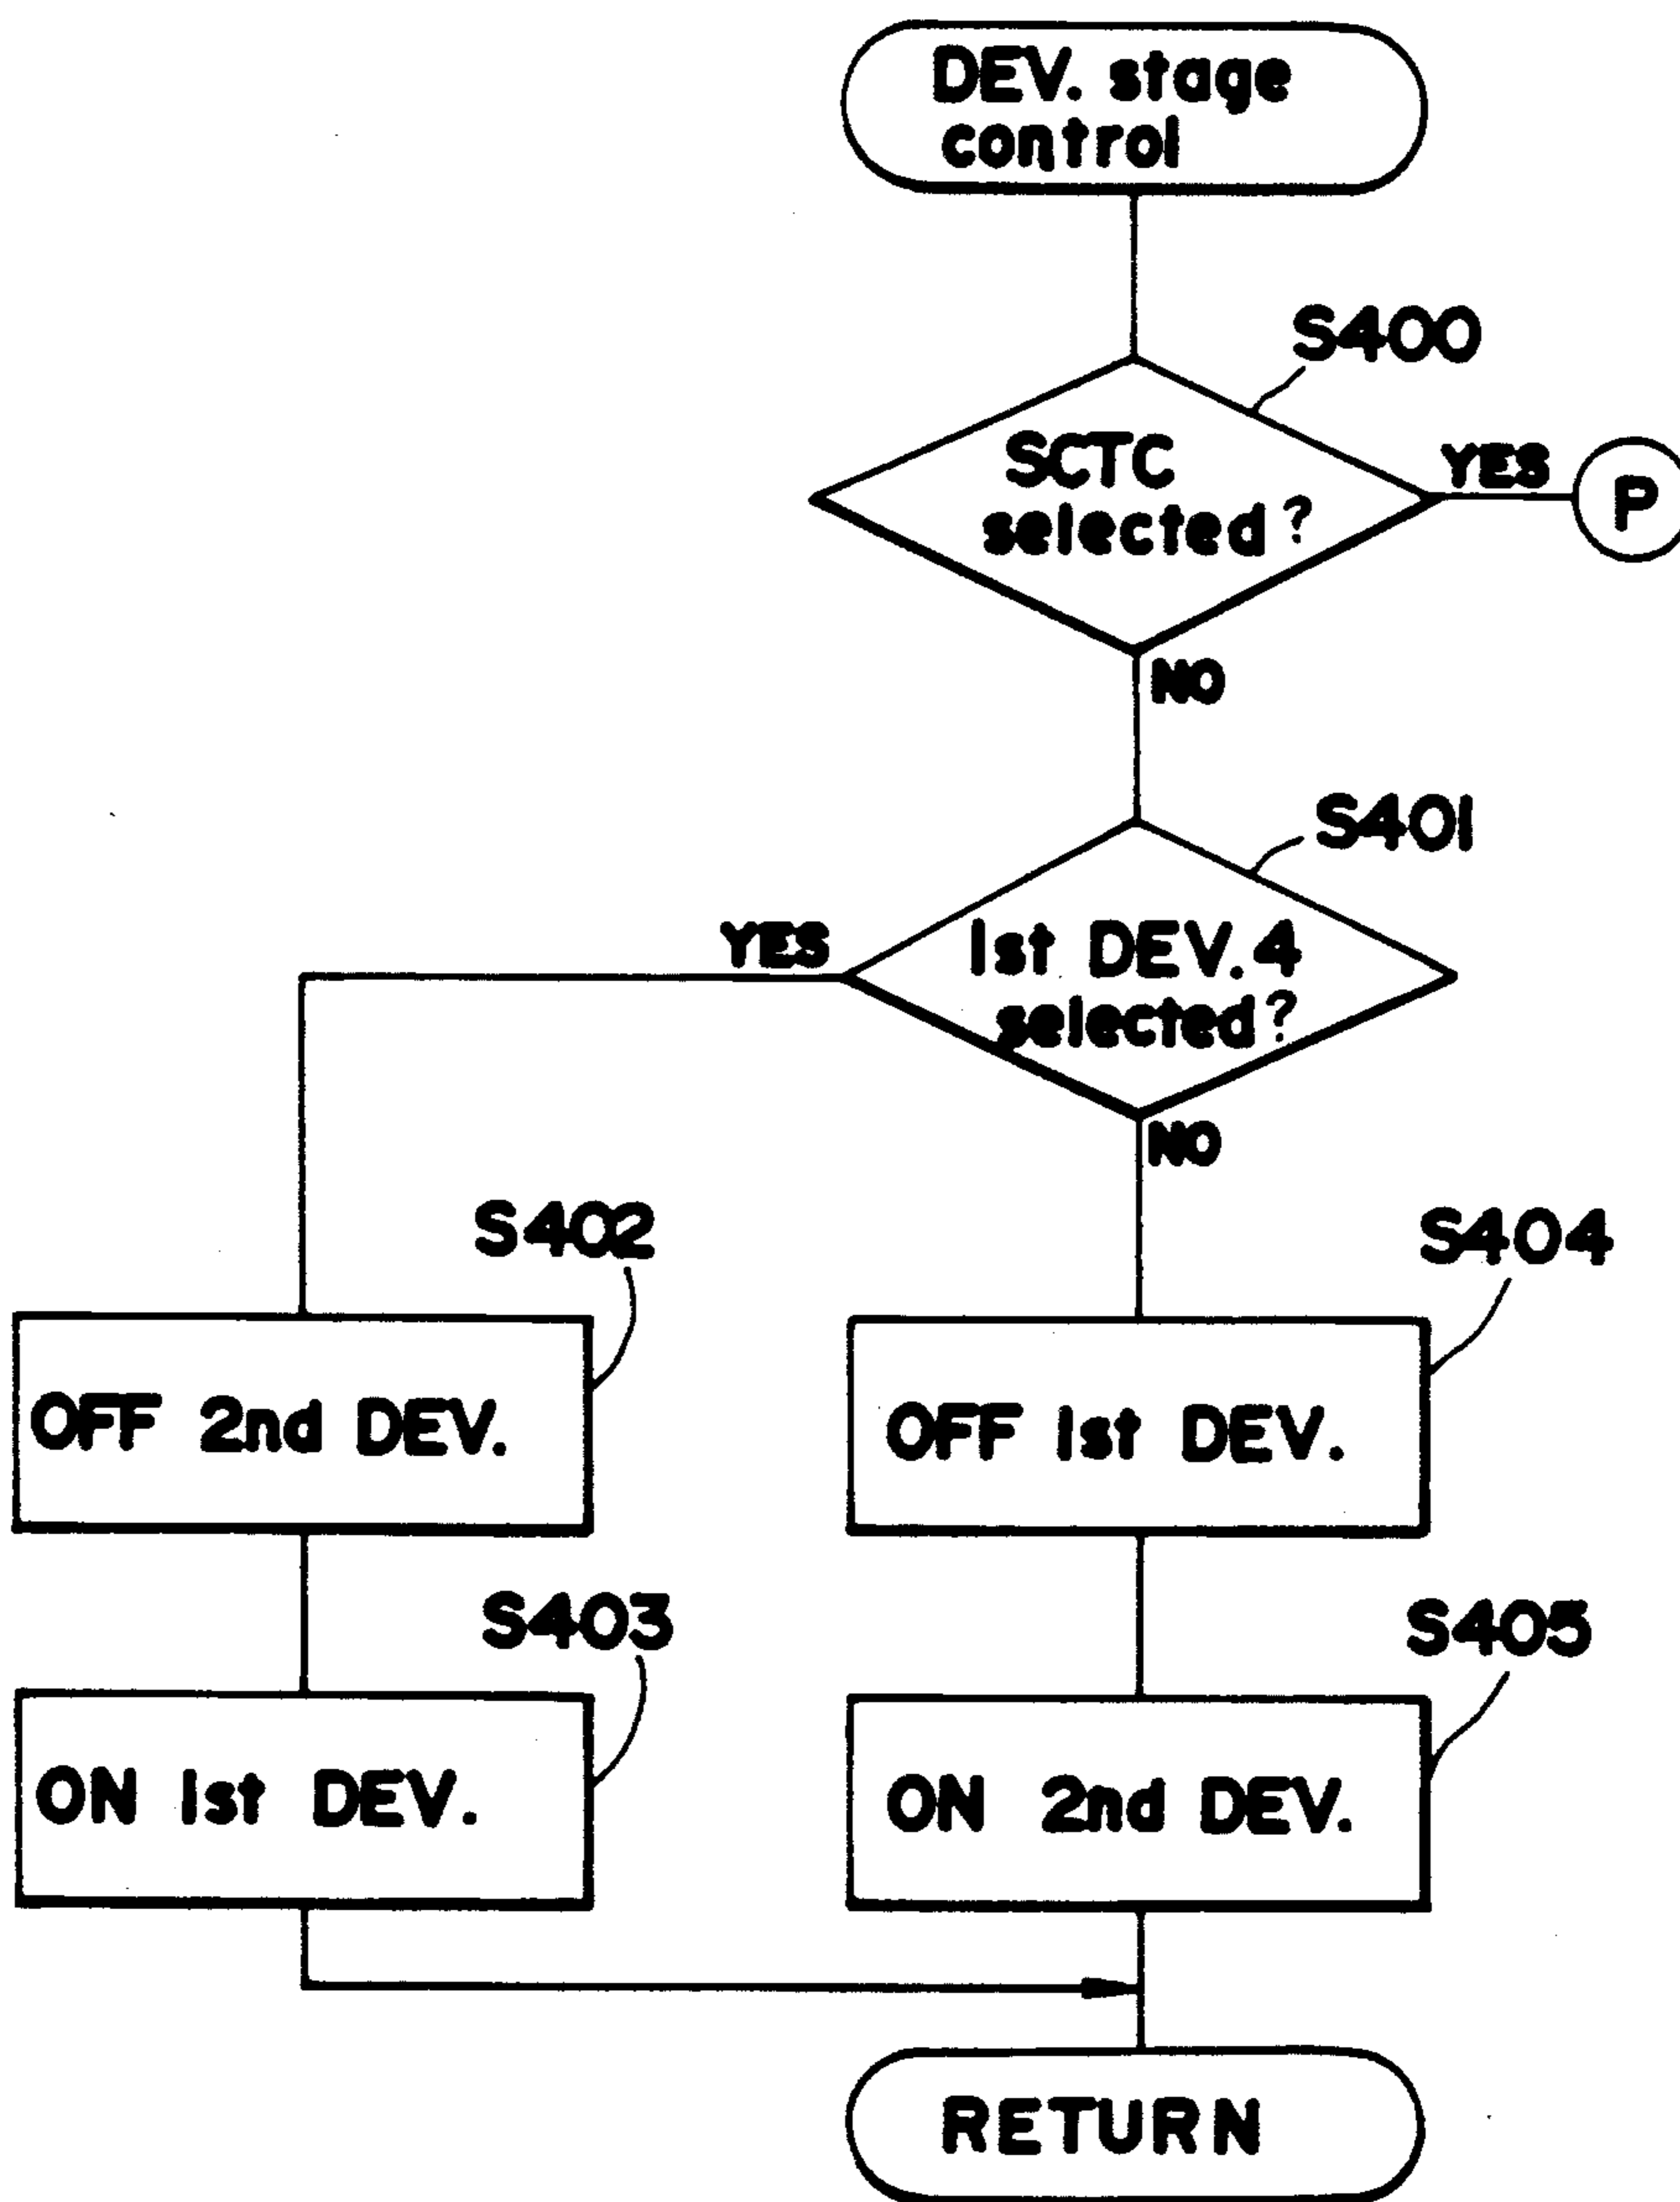 DEV. stage
control
S400
SCTC
selected?
YES
P
NO
S401
YES
1st DEV.4
selected?
NO
S402
S404
OFF 2nd DEV.
OFF 1st DEV.
S403
S405
ON 1st DEV.
ON 2nd DEV.
RETURN